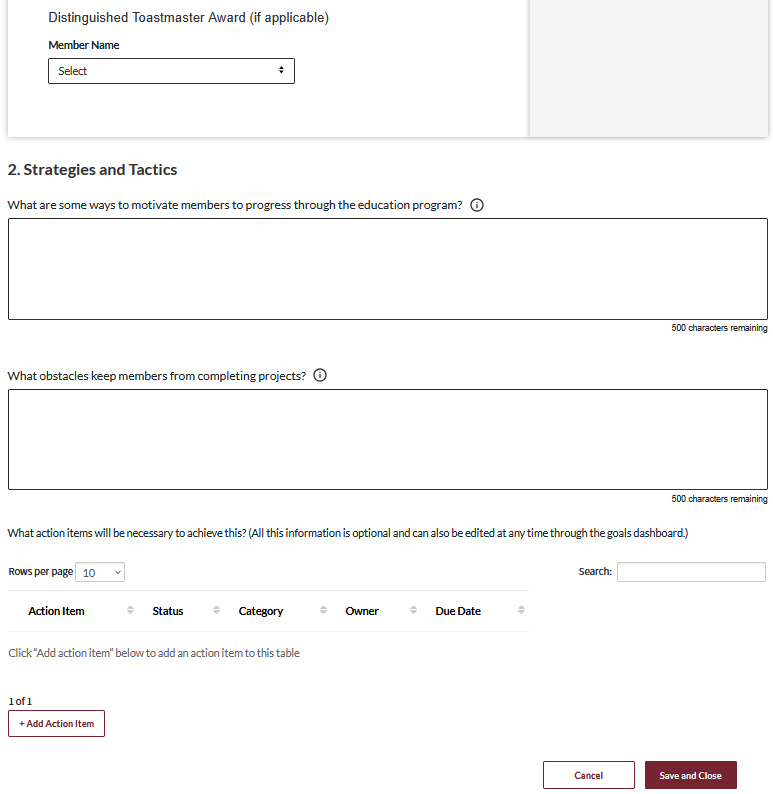 Distinguished Toastmaster Award (if applicable)
Member Name
Select
2. Strategies and Tactics
What are some ways to motivate members to progress through the education program?
500 characters remaining
What obstacles keep members from completing projects?
500 characters remaining
What action items will be necessary to achieve this? (All this information is optional and can also be edited at any time through the goals dashboard.)
Rows per page 10 Search:
Action Item Status Category Owner Due Date
Click "Add action item" below to add an action item to this table
1 of 1
+ Add Action Item
Cancel Save and Close